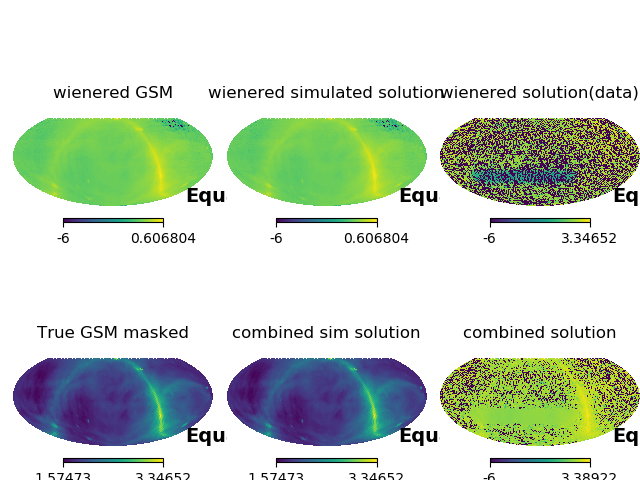 wienered GSM
wienered simulated solution
wienered solution(data)
Equ
Equ
Eq
-6 0.606804
-6 0.606804
-6 3.34652
True GSM masked
combined sim solution
combined solution
Equ
Equ
Eq
1.57473 3.34652
1.57473 3.34652
-6 3.38922